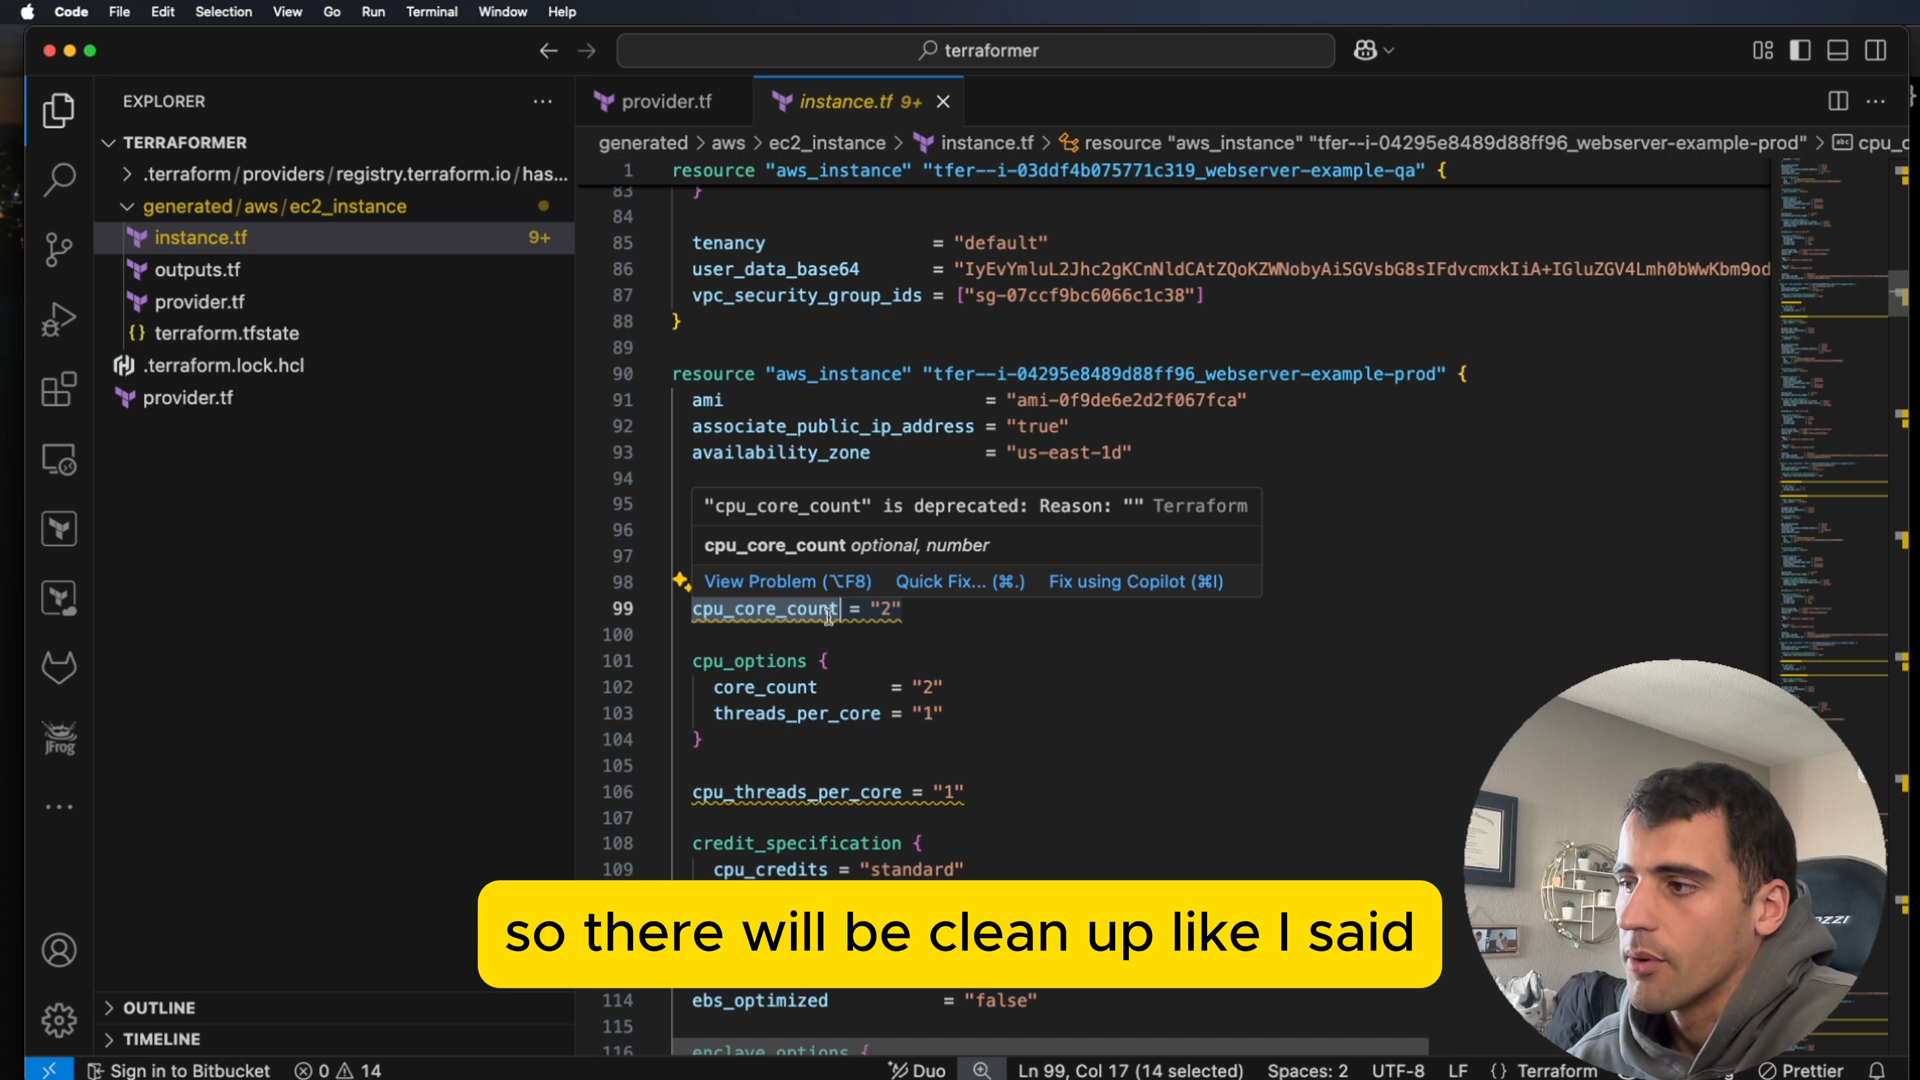 Code File Edit Selection View Go Run Terminal Window Help
terraformer
EXPLORER
TERRAFORMER
.terraform/providers/registry.terraform.io/has...
generated/aws/ec2_instance
instance.tf 9+
outputs.tf
provider.tf
{} terraform.tfstate
.terraform.lock.hcl
provider.tf
JFrog
OUTLINE
TIMELINE
provider.tf instance.tf 9+
generated > aws > ec2_instance > instance.tf > resource "aws_instance" "tfer--i-04295e8489d88ff96_webserver-example-prod" > abc cpu_c
1 resource "aws_instance" "tfer--i-03ddf4b075771c319_webserver-example-qa" {
83 }
84
85 tenancy = "default"
86 user_data_base64 = "IyEvYmluL2Jhc2gKCnNldCAtZQoKZWNobyAiSGVsbG8sIFdvcmxkIiA+IGluZGV4Lmh0bWwKbm9od
87 vpc_security_group_ids = ["sg-07ccf9bc6066c1c38"]
88 }
89
90 resource "aws_instance" "tfer--i-04295e8489d88ff96_webserver-example-prod" {
91 ami = "ami-0f9de6e2d2f067fca"
92 associate_public_ip_address = "true"
93 availability_zone = "us-east-1d"
94
95 "cpu_core_count" is deprecated: Reason: "" Terraform
96
97 cpu_core_count optional, number
98 View Problem (⌥F8) Quick Fix... (⌘.) Fix using Copilot (⌘I)
99 cpu_core_count = "2"
100
101 cpu_options {
102 core_count = "2"
103 threads_per_core = "1"
104 }
105
106 cpu_threads_per_core = "1"
107
108 credit_specification {
109 cpu_credits = "standard"
so there will be clean up like I said
114 ebs_optimized = "false"
115
116 enclave_options {
Sign in to Bitbucket 0 14 Duo Ln 99, Col 17 (14 selected) Spaces: 2 UTF-8 LF {} Terraform Prettier